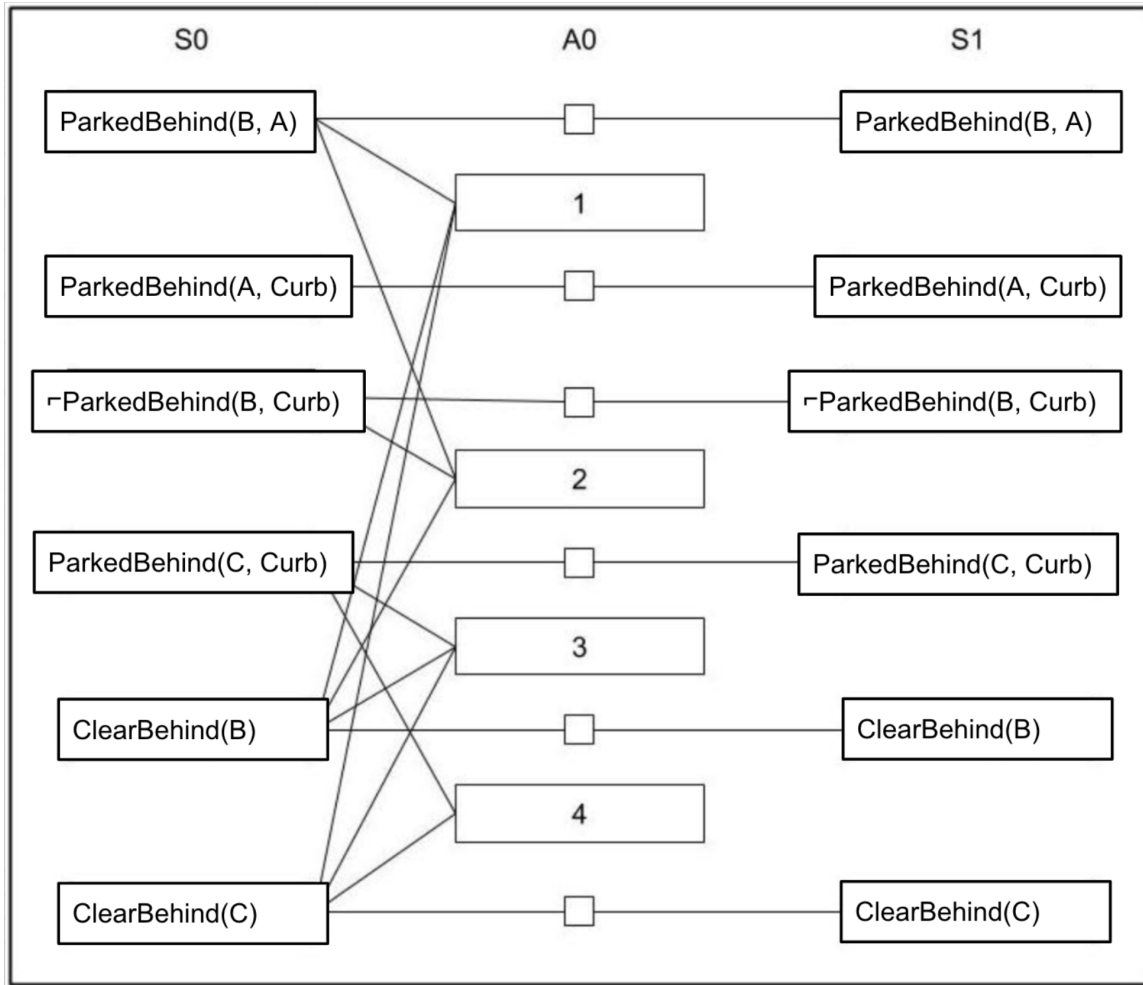 S0 A0 S1
ParkedBehind(B, A) ParkedBehind(B, A)
1
ParkedBehind(A, Curb) ParkedBehind(A, Curb)
⌐ParkedBehind(B, Curb) ⌐ParkedBehind(B, Curb)
2
ParkedBehind(C, Curb) ParkedBehind(C, Curb)
3
ClearBehind(B) ClearBehind(B)
4
ClearBehind(C) ClearBehind(C)